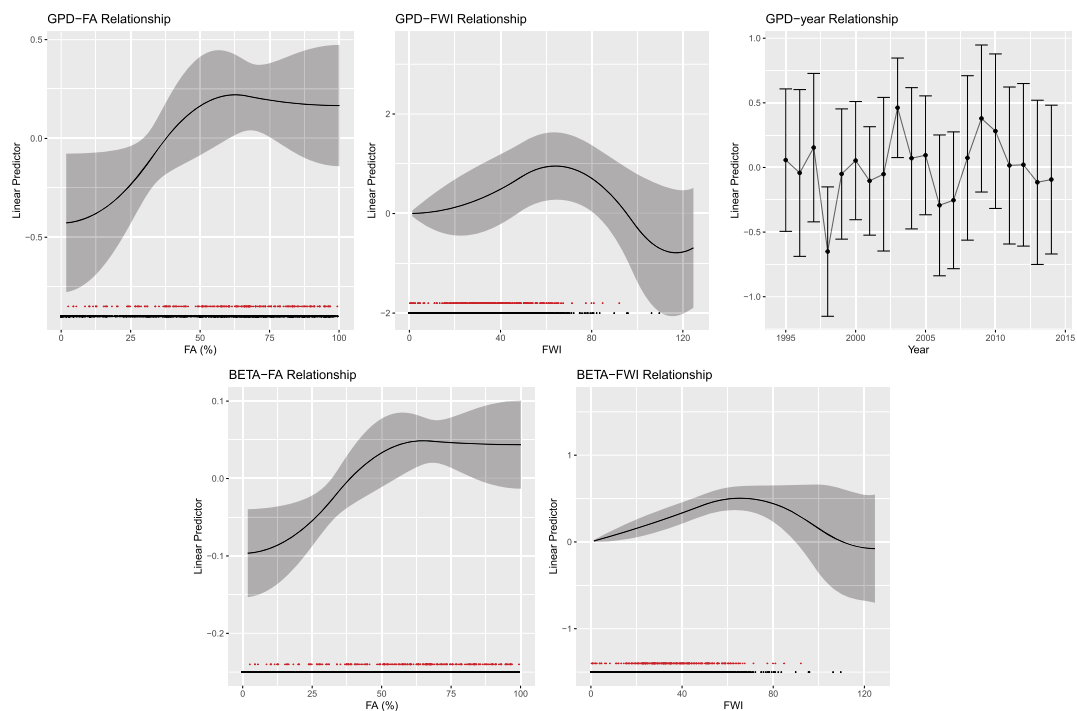 GPD−FA Relationship
0.5
0.0
−0.5
Linear Predictor
0 25 50 75 100
FA (%)
GPD−FWI Relationship
2
0
−2
Linear Predictor
0 40 80 120
FWI
GPD−year Relationship
1.0
0.5
0.0
−0.5
−1.0
Linear Predictor
1995 2000 2005 2010 2015
Year
BETA−FA Relationship
0.1
0.0
−0.1
−0.2
Linear Predictor
0 25 50 75 100
FA (%)
BETA−FWI Relationship
1
0
−1
Linear Predictor
0 40 80 120
FWI